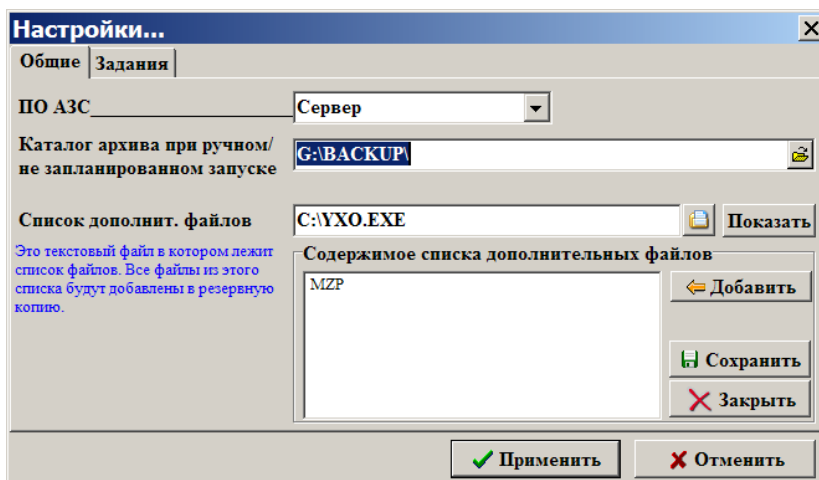 Настройки...
Общие Задания
ПО АЗС Сервер
Каталог архива при ручном/
не запланированном запуске
G:\BACKUP\
Список дополнит. файлов C:\YXO.EXE Показать
Это текстовый файл в котором лежит
список файлов. Все файлы из этого
списка будут добавлены в резервную
копию.
Содержимое списка дополнительных файлов
MZP
Добавить
Сохранить
Закрыть
Применить Отменить